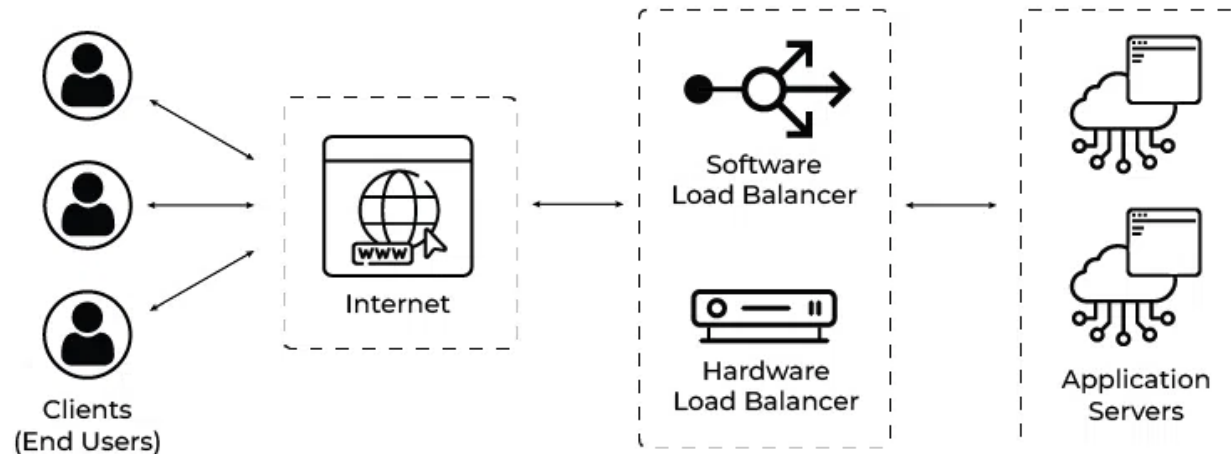 Clients
(End Users)
WWW
Internet
Software
Load Balancer
Hardware
Load Balancer
Application
Servers